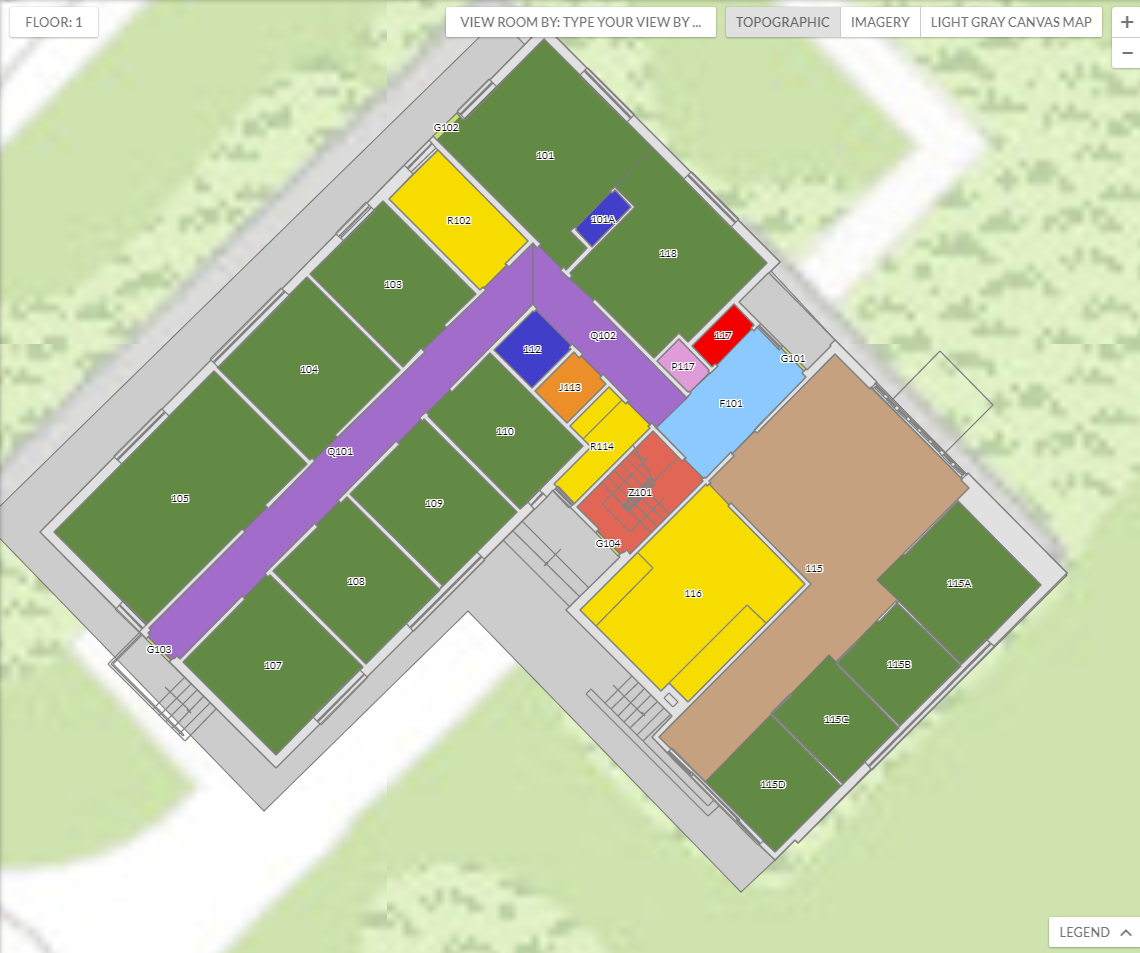 FLOOR: 1
VIEW ROOM BY: TYPE YOUR VIEW BY ...
TOPOGRAPHIC
IMAGERY
LIGHT GRAY CANVAS MAP
+
−
G102
101
R102
101A
118
103
Q102
117
112
G101
P117
104
J113
F101
110
R114
Q101
Z101
105
109
G104
115
108
115A
116
G103
107
115B
115C
115D
LEGEND